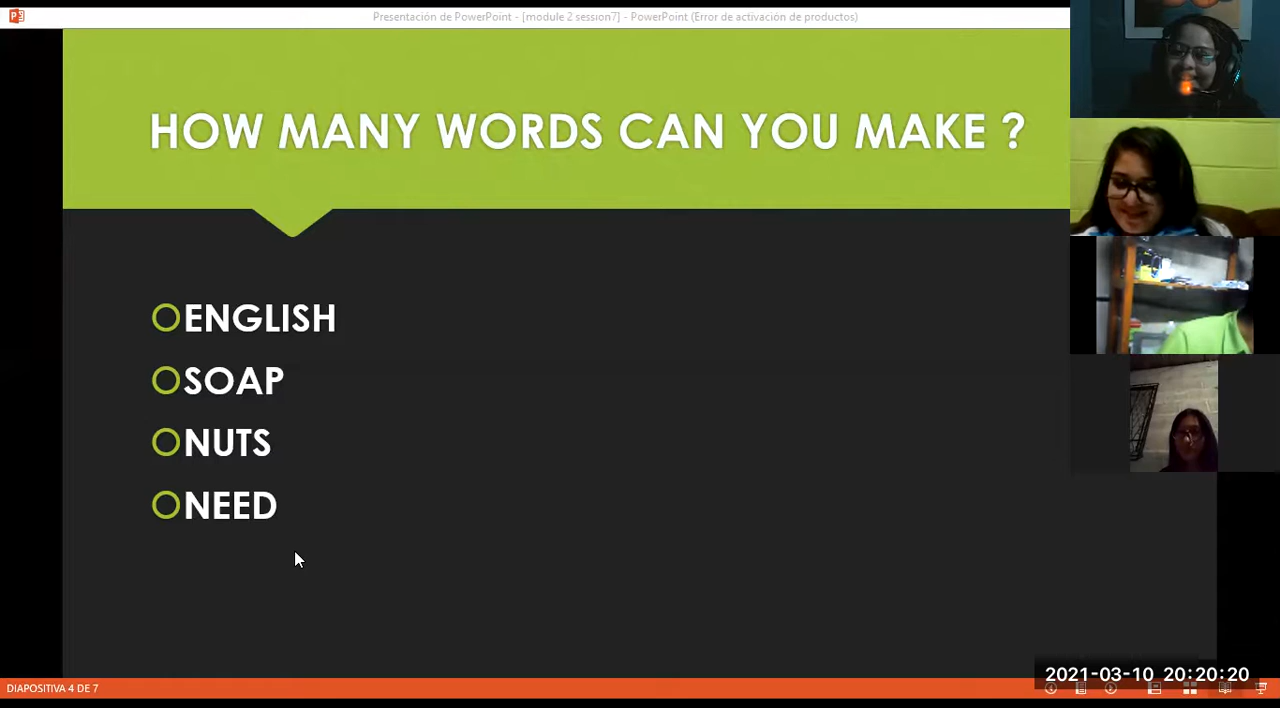 Presentación de PowerPoint - [module 2 session7] - PowerPoint (Error de activación de productos)
HOW MANY WORDS CAN YOU MAKE ?
ENGLISH
SOAP
NUTS
NEED
2021-03-10 20:20:20
DIAPOSITIVA 4 DE 7